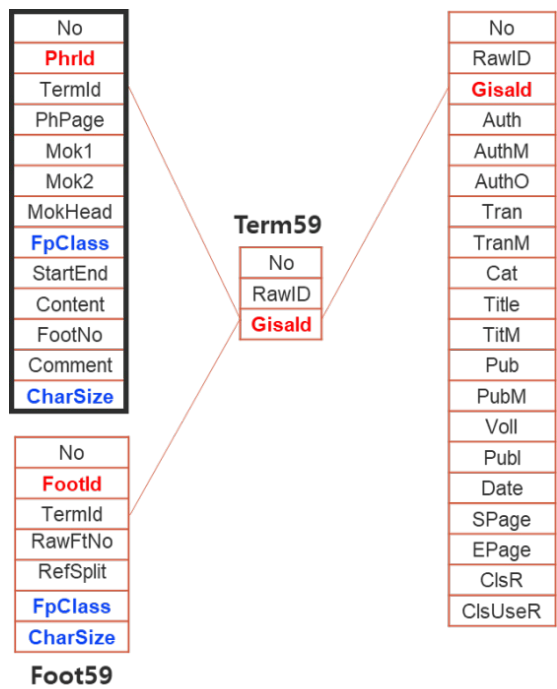 No
PhrId
TermId
PhPage
Mok1
Mok2
MokHead
FpClass
StartEnd
Content
FootNo
Comment
CharSize
No
FootId
TermId
RawFtNo
RefSplit
FpClass
CharSize
Foot59
Term59
No
RawID
GisaId
No
RawID
GisaId
Auth
AuthM
AuthO
Tran
TranM
Cat
Title
TitM
Pub
PubM
Voll
Publ
Date
SPage
EPage
ClsR
ClsUseR